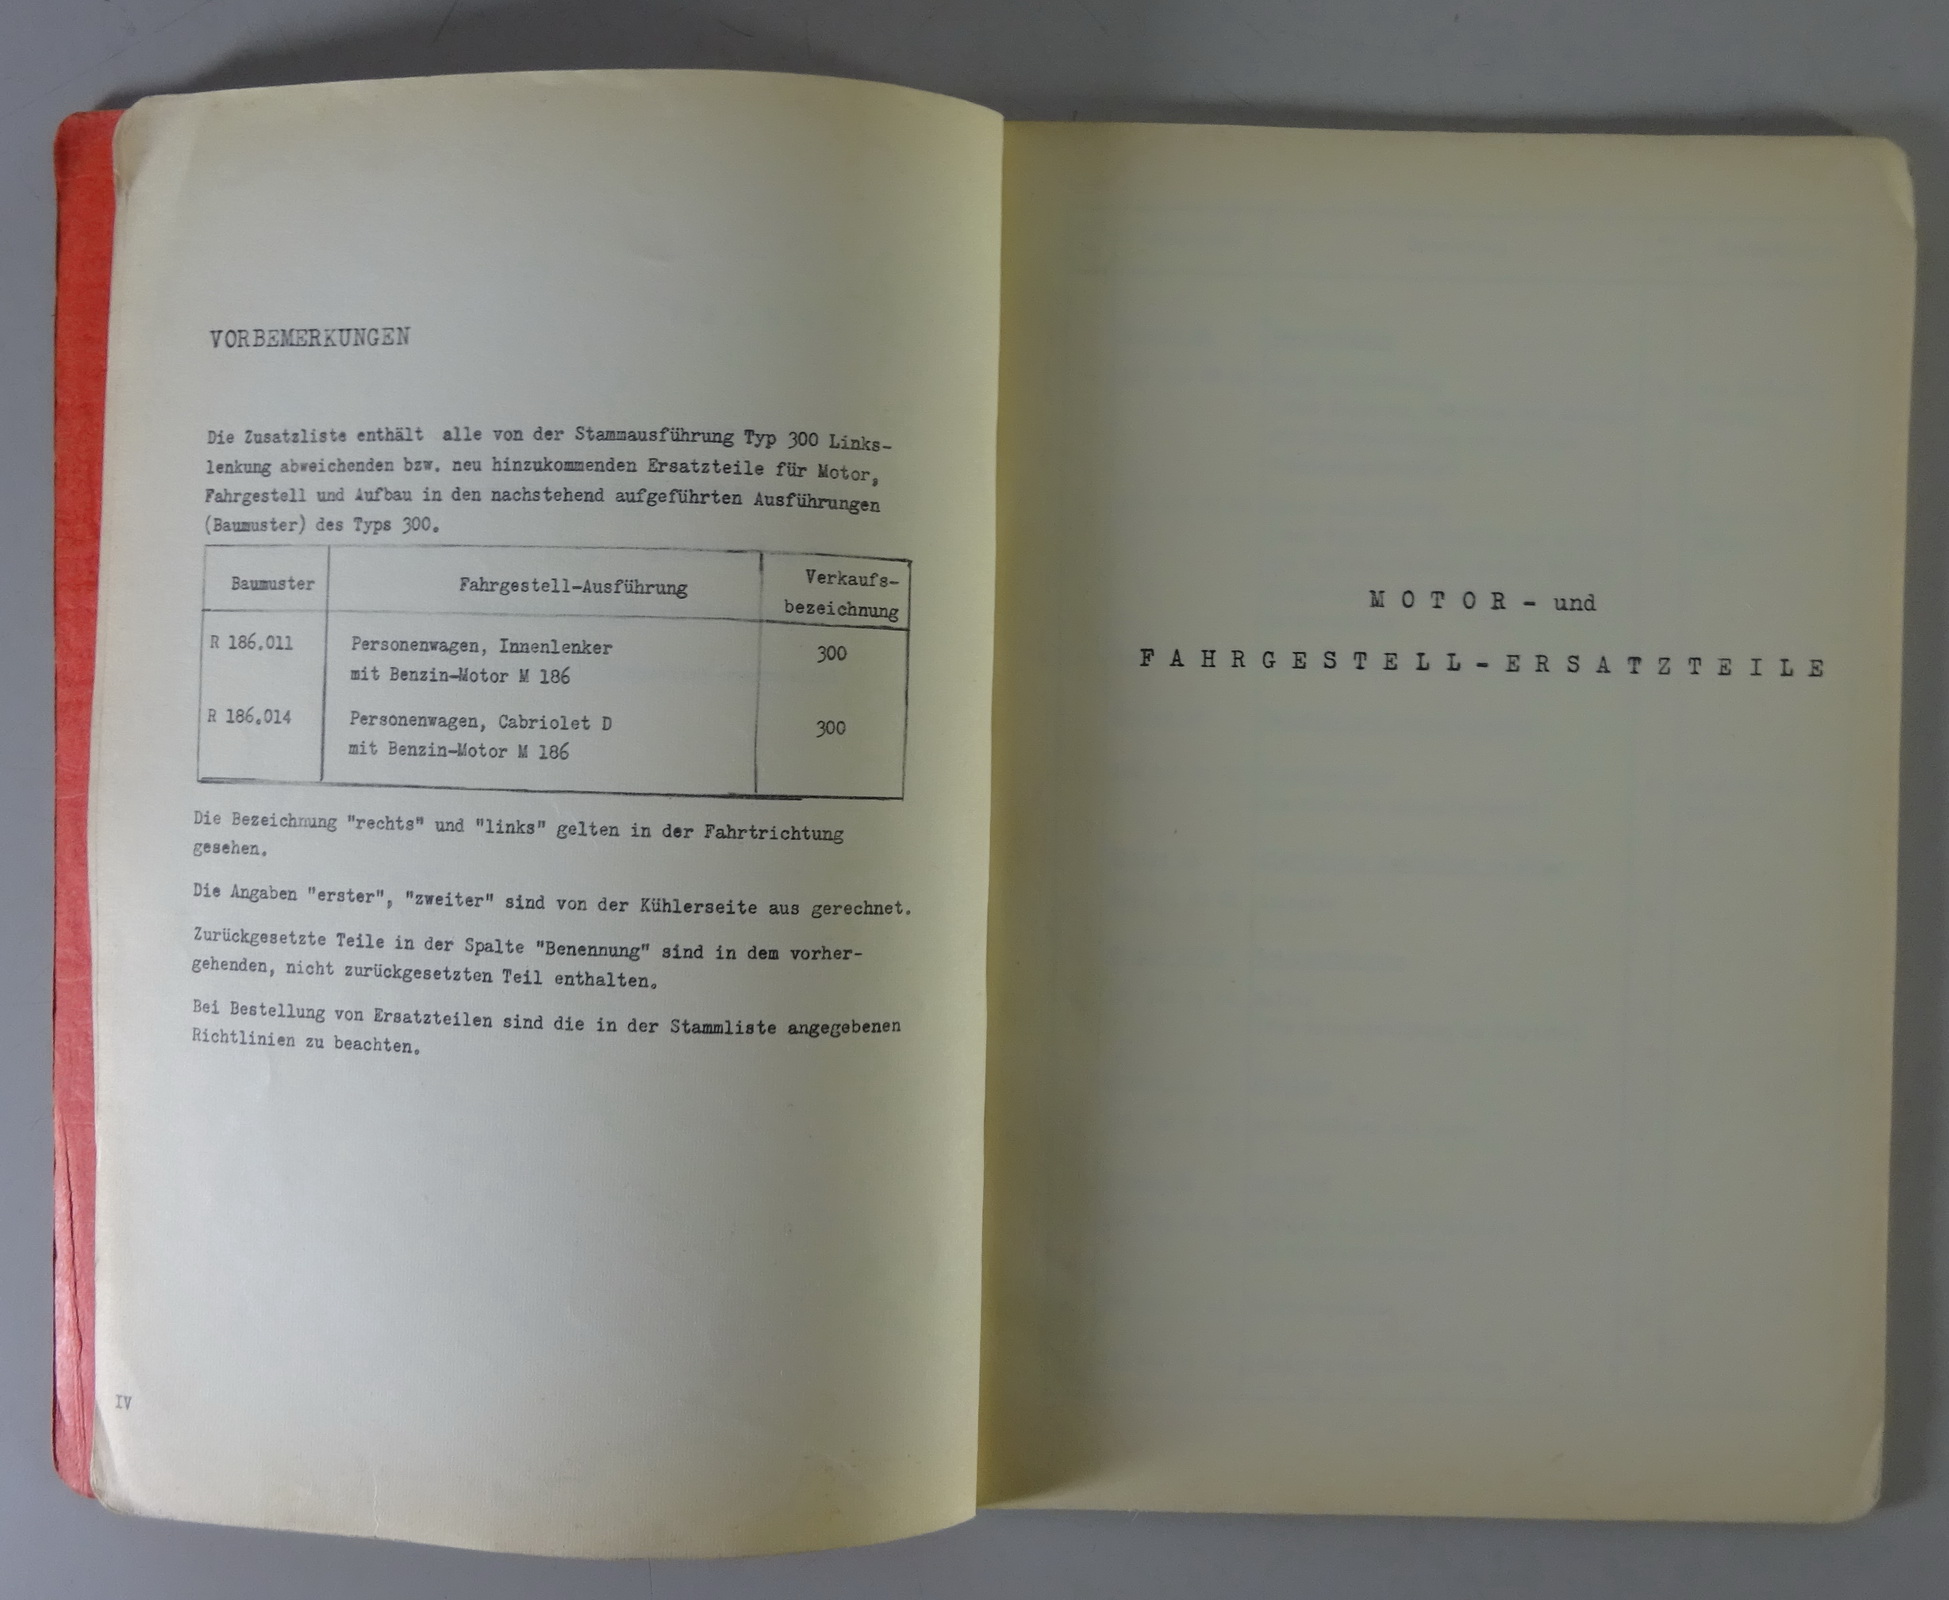 VORBEMERKUNGEN
Die Zusatzliste enthält alle von der Stammausführung Typ 300 Links-
lenkung abweichenden bzw. neu hinzukommenden Ersatzteile für Motor,
Fahrgestell und Aufbau in den nachstehend aufgeführten Ausführungen
(Baumuster) des Typs 300.
Baumuster Fahrgestell-Ausführung Verkaufs-
bezeichnung
R 186.011 Personenwagen, Innenlenker 300
mit Benzin-Motor M 186
R 186.014 Personenwagen, Cabriolet D 300
mit Benzin-Motor M 186
Die Bezeichnung "rechts" und "links" gelten in der Fahrtrichtung
gesehen.
Die Angaben "erster", "zweiter" sind von der Kühlerseite aus gerechnet.
Zurückgesetzte Teile in der Spalte "Benennung" sind in dem vorher-
gehenden, nicht zurückgesetzten Teil enthalten.
Bei Bestellung von Ersatzteilen sind die in der Stammliste angegebenen
Richtlinien zu beachten.
IV
M O T O R - und
F A H R G E S T E L L - E R S A T Z T E I L E